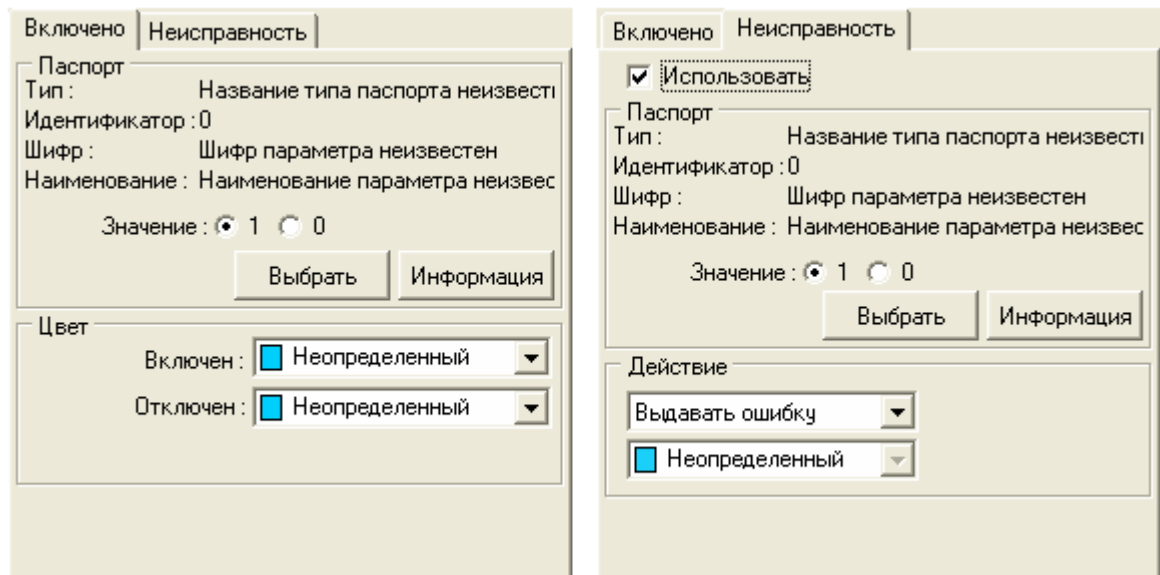 Включено Неисправность
Паспорт
Тип : Название типа паспорта неизвестн
Идентификатор : 0
Шифр : Шифр параметра неизвестен
Наименование : Наименование параметра неизвес
Значение : 1 0
Выбрать Информация
Цвет
Включен : Неопределенный
Отключен : Неопределенный
Включено Неисправность
Использовать
Паспорт
Тип : Название типа паспорта неизвестн
Идентификатор : 0
Шифр : Шифр параметра неизвестен
Наименование : Наименование параметра неизвес
Значение : 1 0
Выбрать Информация
Действие
Выдавать ошибку
Неопределенный